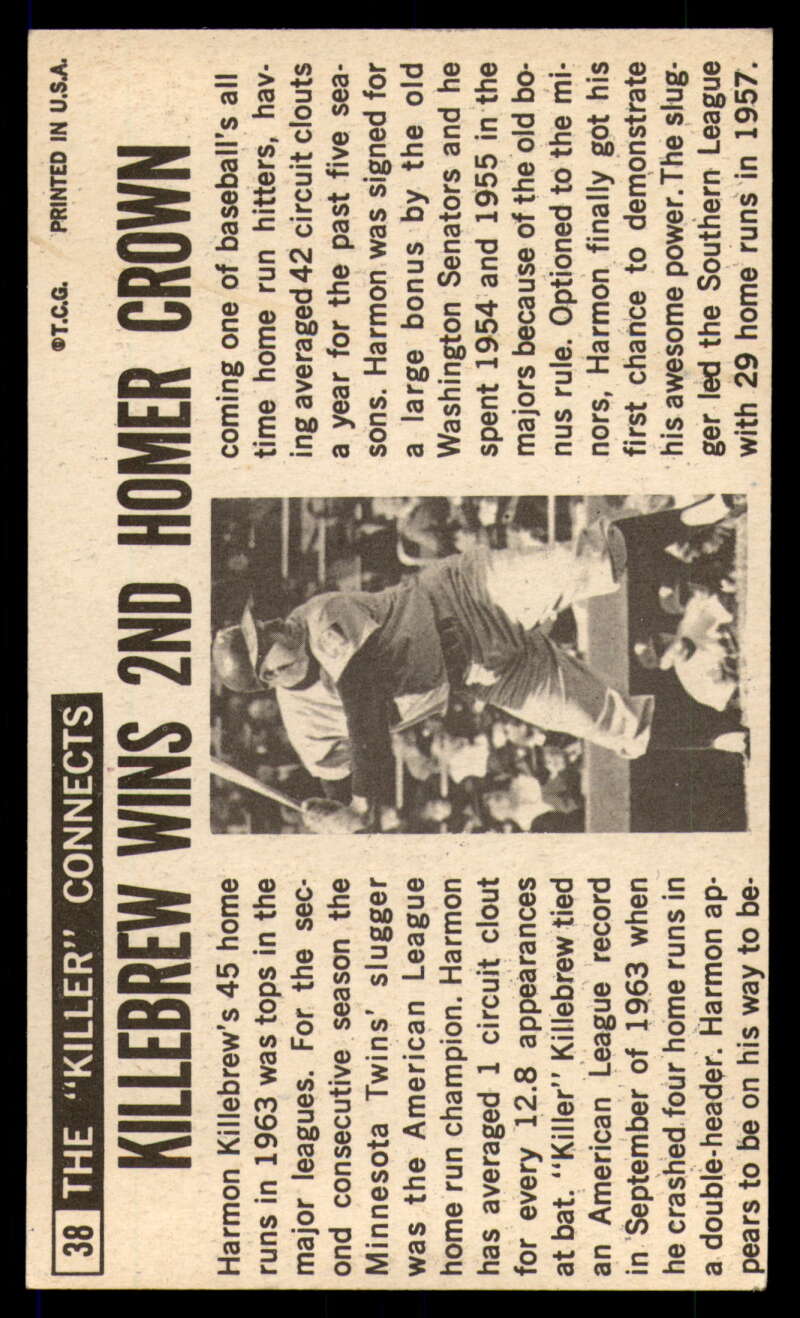 38 THE "KILLER" CONNECTS
©T.C.G. PRINTED IN U.S.A.
KILLEBREW WINS 2ND HOMER CROWN
Harmon Killebrew's 45 home
runs in 1963 was tops in the
major leagues. For the sec-
ond consecutive season the
Minnesota Twins' slugger
was the American League
home run champion. Harmon
has averaged 1 circuit clout
for every 12.8 appearances
at bat. "Killer" Killebrew tied
an American League record
in September of 1963 when
he crashed four home runs in
a double-header. Harmon ap-
pears to be on his way to be-
coming one of baseball's all
time home run hitters, hav-
ing averaged 42 circuit clouts
a year for the past five sea-
sons. Harmon was signed for
a large bonus by the old
Washington Senators and he
spent 1954 and 1955 in the
majors because of the old bo-
nus rule. Optioned to the mi-
nors, Harmon finally got his
first chance to demonstrate
his awesome power. The slug-
ger led the Southern League
with 29 home runs in 1957.